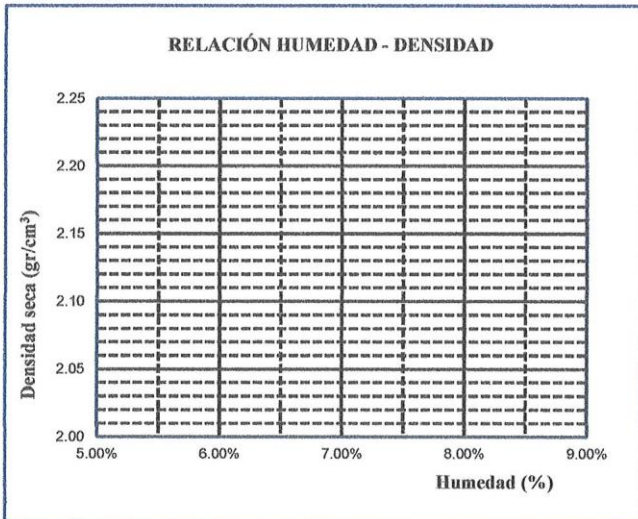 RELACIÓN HUMEDAD - DENSIDAD
2.25
2.20
2.15
2.10
2.05
2.00
Densidad seca (gr/cm³)
5.00% 6.00% 7.00% 8.00% 9.00%
Humedad (%)